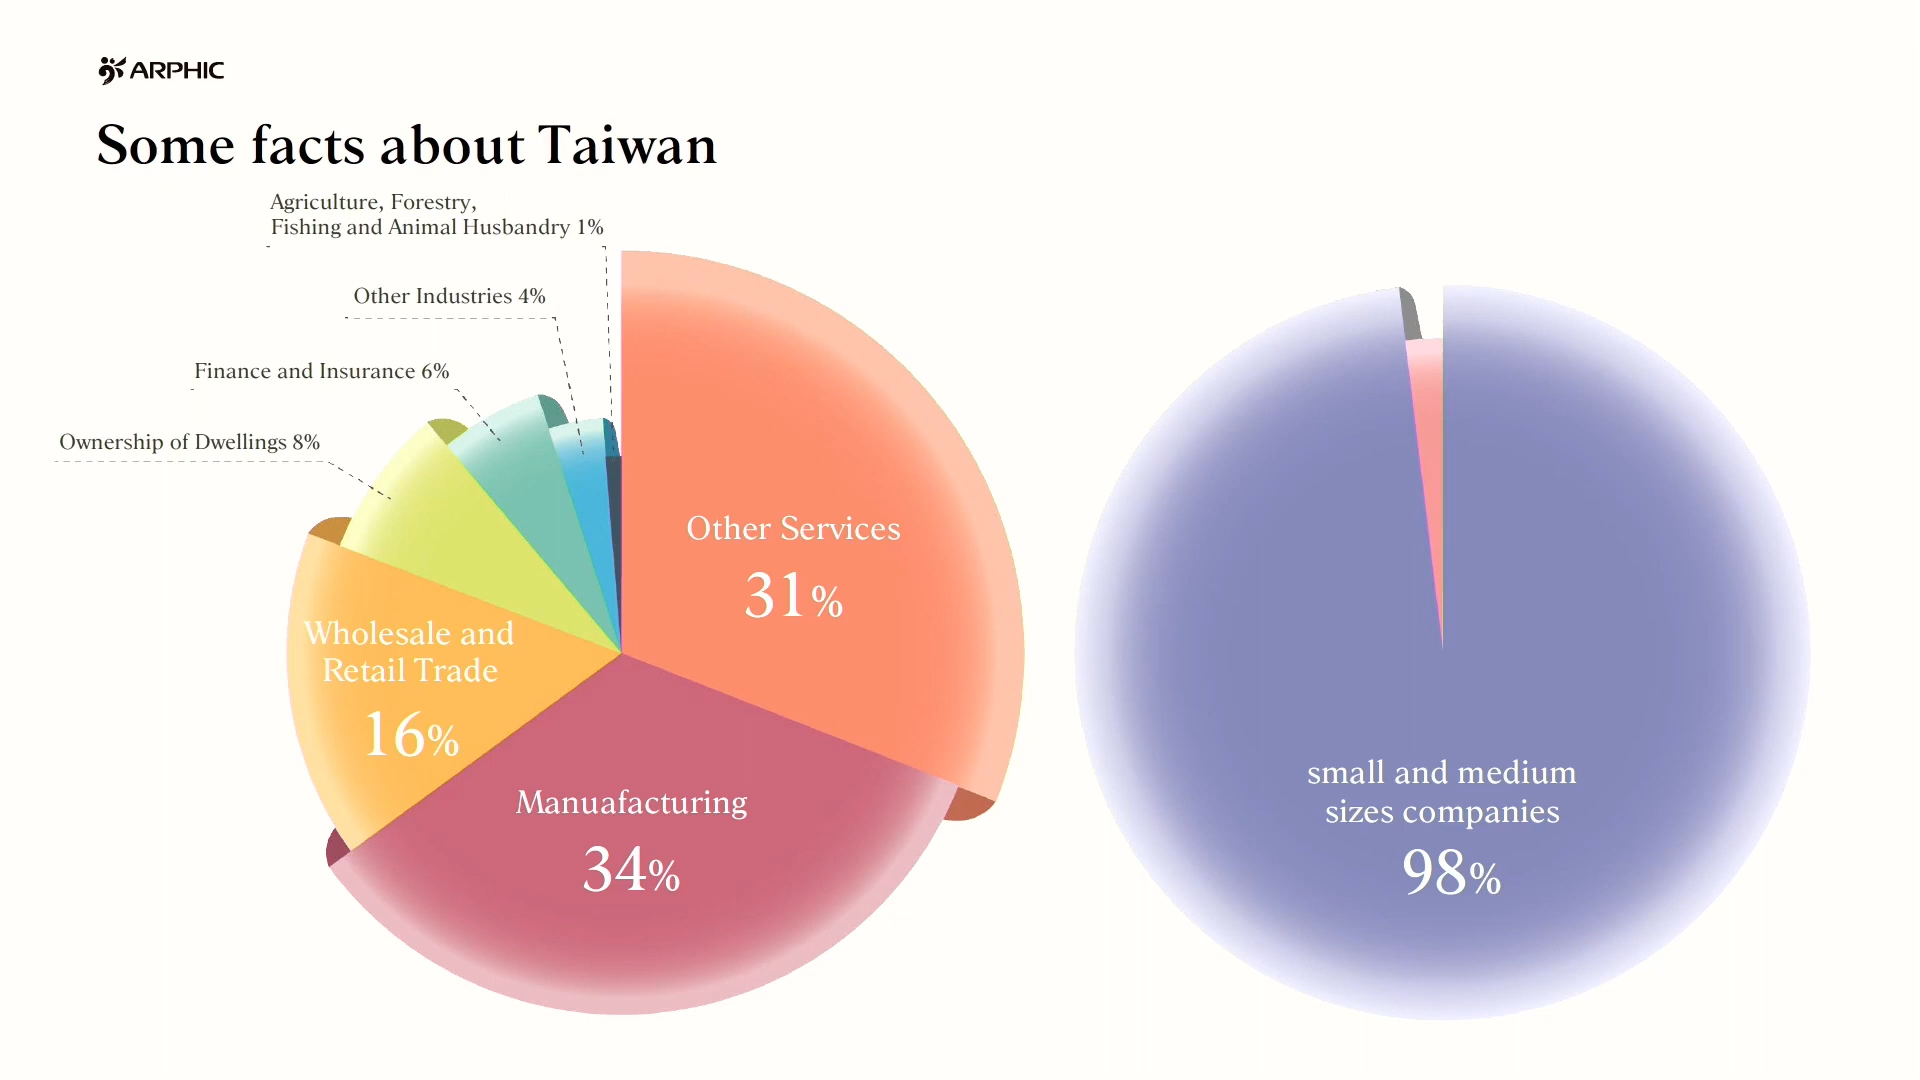 ARPHIC
Some facts about Taiwan
Agriculture, Forestry,
Fishing and Animal Husbandry 1%
Other Industries 4%
Finance and Insurance 6%
Ownership of Dwellings 8%
Other Services
31%
Wholesale and
Retail Trade
16%
Manuafacturing
34%
small and medium
sizes companies
98%